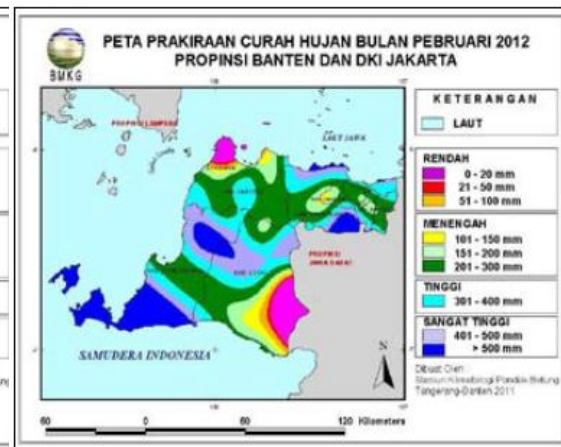 BMKG
PETA PRAKIRAAN CURAH HUJAN BULAN PEBRUARI 2012
PROPINSI BANTEN DAN DKI JAKARTA
PROPINSI LAMPUNG
LAUT JAWA
PROPINSI
JAWA BARAT
SAMUDERA INDONESIA
N
KETERANGAN
LAUT
RENDAH
0 - 20 mm
21 - 50 mm
51 - 100 mm
MENENGAH
101 - 150 mm
151 - 200 mm
201 - 300 mm
TINGGI
301 - 400 mm
SANGAT TINGGI
401 - 500 mm
> 500 mm
Dibuat Oleh :
Stasiun Klimatologi Pondok Betung
Tangerang-Banten 2011
60 0 60 120 Kilometers